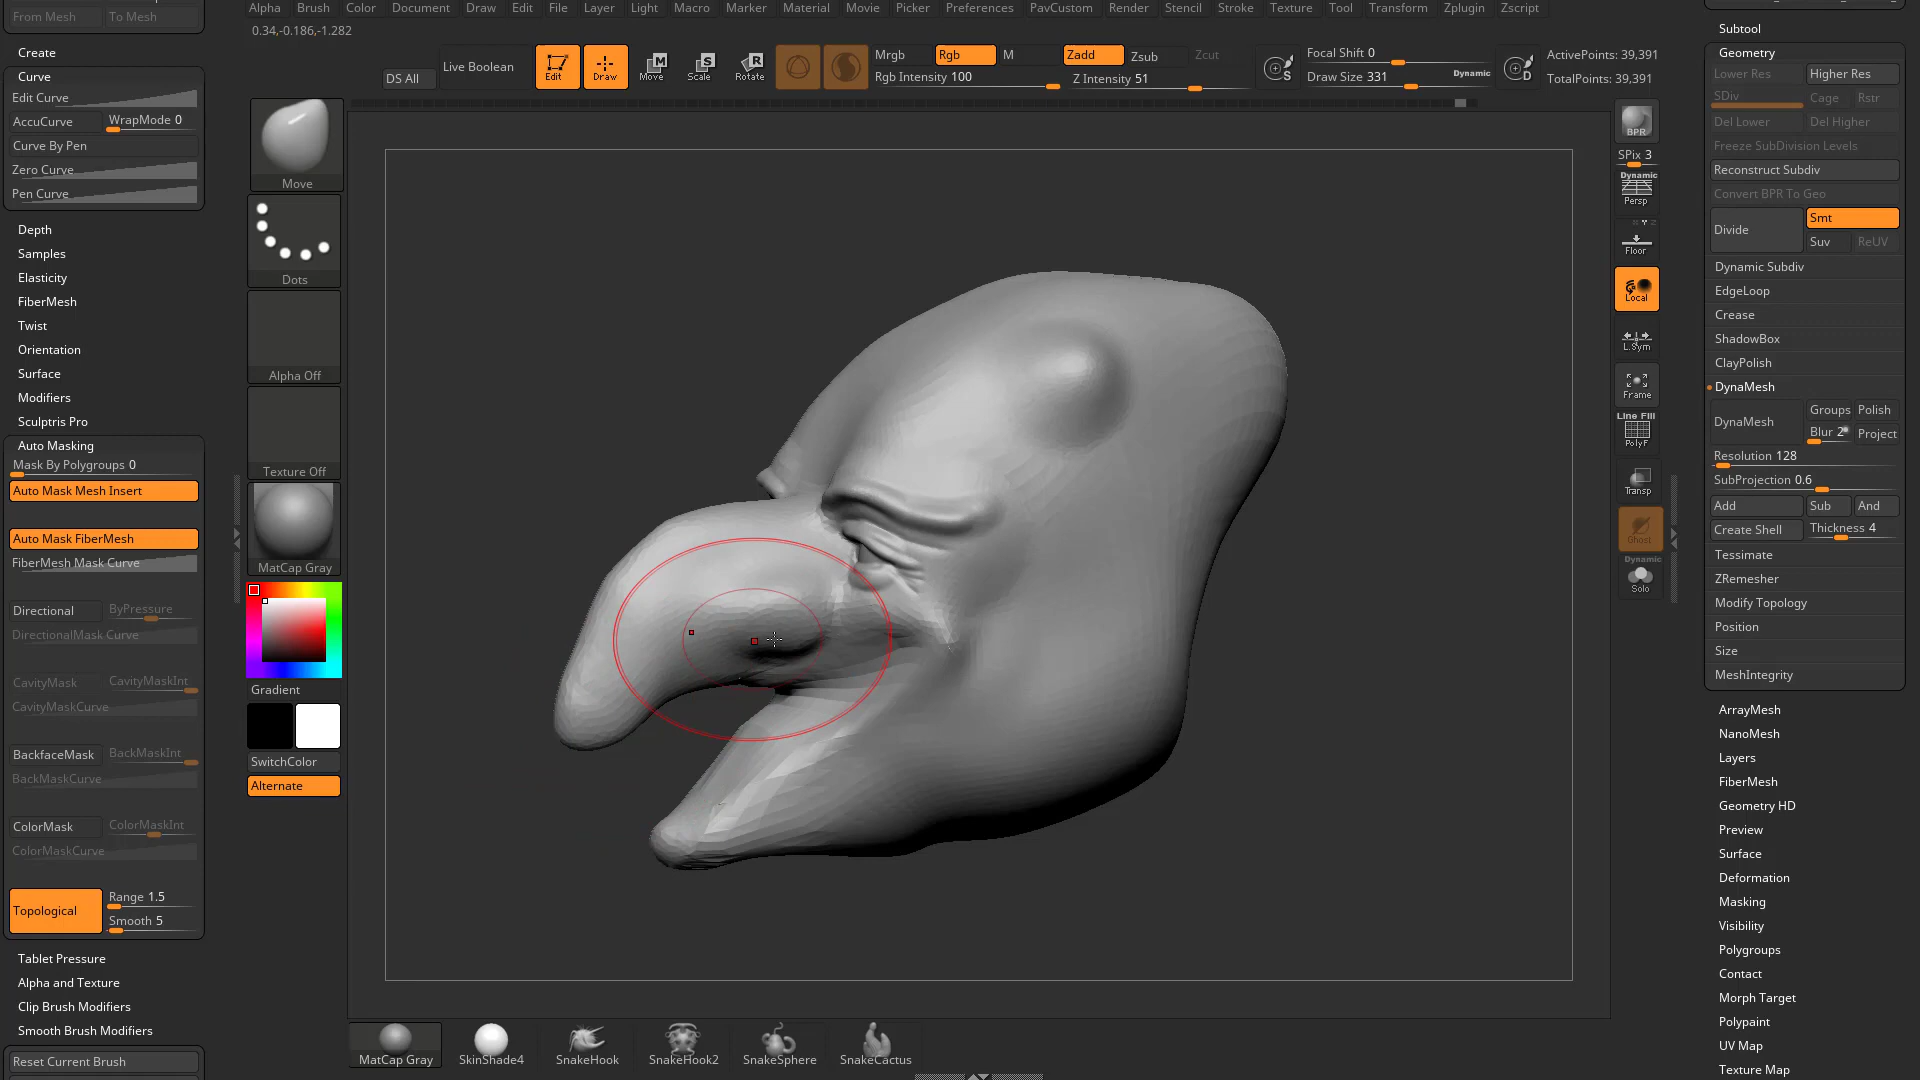 Alpha Brush Color Document Draw Edit File Layer Light Macro Marker Material Movie Picker Preferences PavCustom Render Stencil Stroke Texture Tool Transform Zplugin Zscript
From Mesh To Mesh
0.34,-0.186,-1.282
Create
Curve
Edit Curve
AccuCurve WrapMode 0
Curve By Pen
Zero Curve
Pen Curve
Depth
Samples
Elasticity
FiberMesh
Twist
Orientation
Surface
Modifiers
Sculptris Pro
Auto Masking
Mask By Polygroups 0
Auto Mask Mesh Insert
Auto Mask FiberMesh
FiberMesh Mask Curve
Directional ByPressure
DirectionalMask Curve
CavityMask CavityMaskInt
CavityMaskCurve
BackfaceMask BackMaskInt
BackMaskCurve
ColorMask ColorMaskInt
ColorMaskCurve
Topological Range 1.5
Smooth 5
Tablet Pressure
Alpha and Texture
Clip Brush Modifiers
Smooth Brush Modifiers
Reset Current Brush
DS All
Live Boolean
Edit
Draw
M
Move
S
Scale
R
Rotate
Mrgb Rgb M
Rgb Intensity 100
Zadd Zsub Zcut
Z Intensity 51
S
Focal Shift 0
Draw Size 331 Dynamic
D
ActivePoints: 39,391
TotalPoints: 39,391
Move
Dots
Alpha Off
Texture Off
MatCap Gray
Gradient
SwitchColor
Alternate
MatCap Gray
SkinShade4
SnakeHook
SnakeHook2
SnakeSphere
SnakeCactus
BPR
SPix 3
Dynamic
Persp
Floor
Local
L.Sym
Frame
Line Fill
PolyF
Transp
Ghost
Dynamic
Solo
Subtool
Geometry
Lower Res Higher Res
SDiv Cage Rstr
Del Lower Del Higher
Freeze SubDivision Levels
Reconstruct Subdiv
Convert BPR To Geo
Divide Smt
Suv ReUV
Dynamic Subdiv
EdgeLoop
Crease
ShadowBox
ClayPolish
DynaMesh
DynaMesh Groups Polish
Blur 2 Project
Resolution 128
SubProjection 0.6
Add Sub And
Create Shell Thickness 4
Tessimate
ZRemesher
Modify Topology
Position
Size
MeshIntegrity
ArrayMesh
NanoMesh
Layers
FiberMesh
Geometry HD
Preview
Surface
Deformation
Masking
Visibility
Polygroups
Contact
Morph Target
Polypaint
UV Map
Texture Map